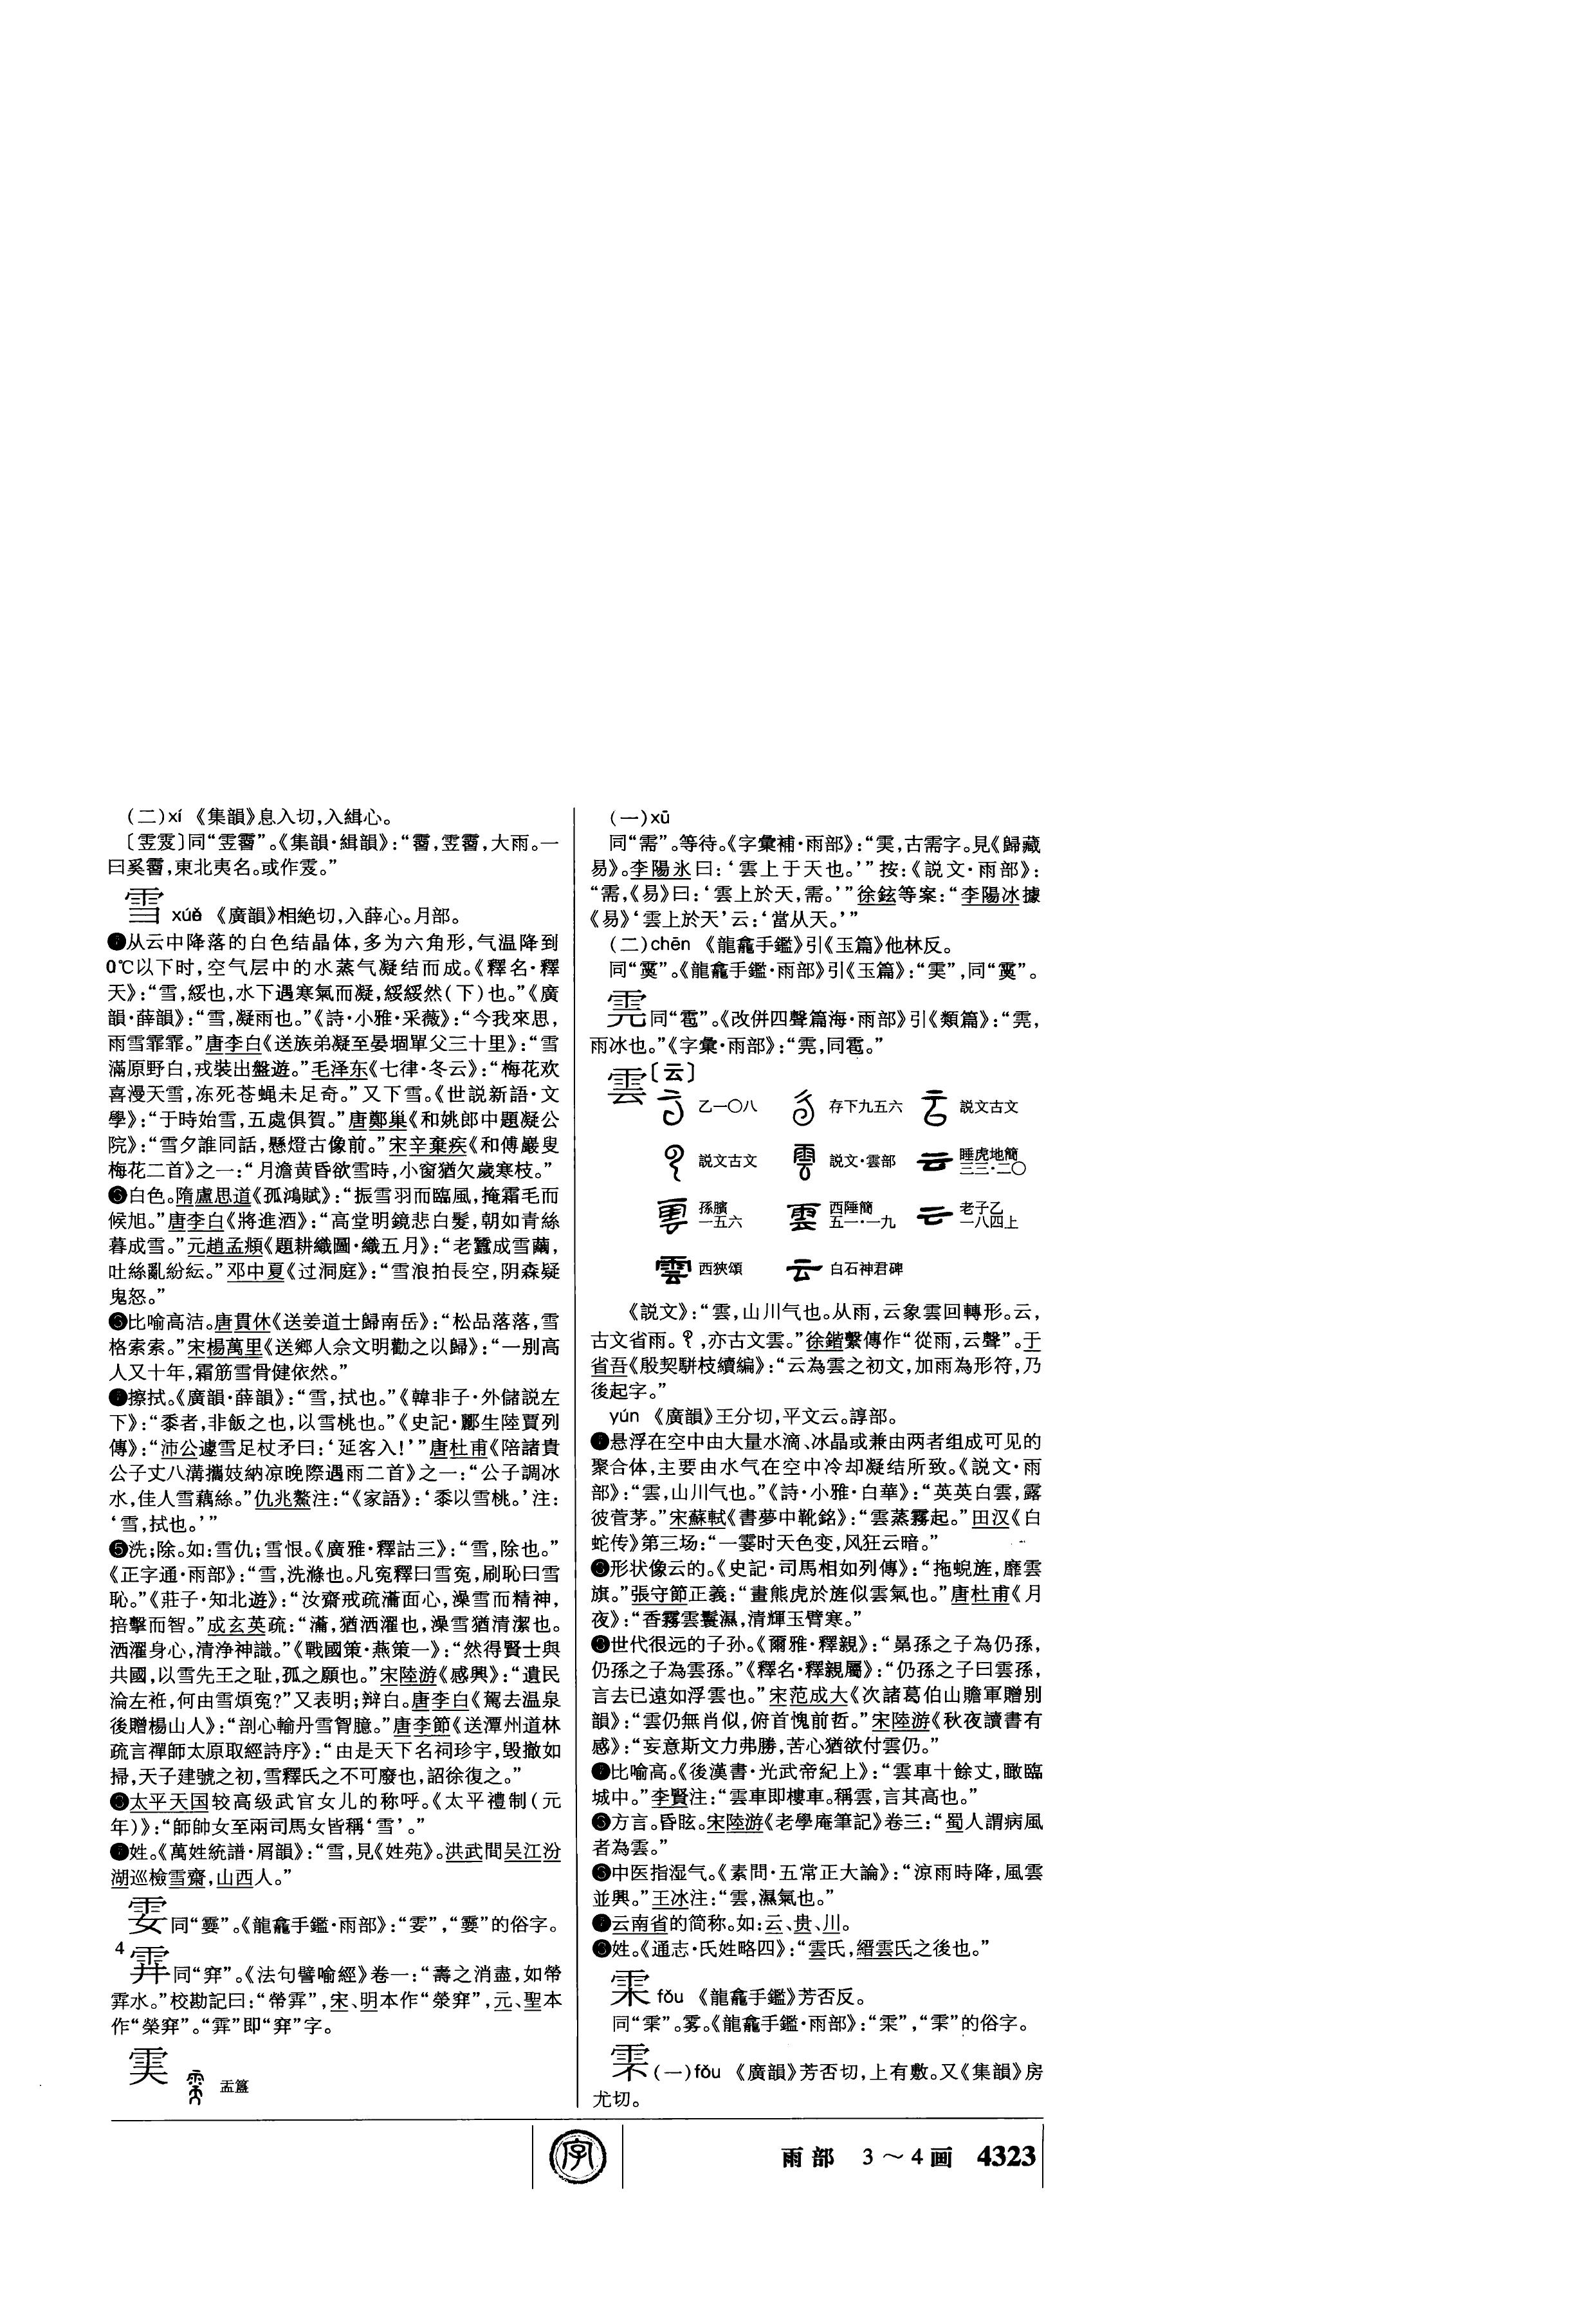 (二)xí 《集韻》息入切,入緝心。
〔霅䨕〕同“霅霫”。《集韻·緝韻》:“霫,霅霫,大雨。一
曰奚霫,東北夷名。或作䨕。”
雪 xuě 《廣韻》相絶切,入薛心。月部。
❶从云中降落的白色结晶体,多为六角形,气温降到
0℃以下时,空气层中的水蒸气凝结而成。《釋名·釋
天》:“雪,綏也,水下遇寒氣而凝,綏綏然(下)也。”《廣
韻·薛韻》:“雪,凝雨也。”《詩·小雅·采薇》:“今我來思,
雨雪霏霏。”唐李白《送族弟凝至晏堌單父三十里》:“雪
滿原野白,戎裝出盤遊。”毛泽东《七律·冬云》:“梅花欢
喜漫天雪,冻死苍蝇未足奇。”又下雪。《世説新語·文
學》:“于時始雪,五處俱賀。”唐鄭巢《和姚郎中題凝公
院》:“雪夕誰同話,懸燈古像前。”宋辛棄疾《和傅巖叟
梅花二首》之一:“月澹黄昏欲雪時,小窗猶欠歲寒枝。”
白色。隋盧思道《孤鴻賦》:“振雪羽而臨風,掩霜毛而
候旭。”唐李白《將進酒》:“高堂明鏡悲白髮,朝如青絲
暮成雪。”元趙孟頫《題耕織圖·織五月》:“老蠶成雪繭,
吐絲亂紛紜。”邓中夏《过洞庭》:“雪浪拍長空,阴森疑
鬼怒。”
❸比喻高洁。唐貫休《送姜道士歸南岳》:“松品落落,雪
格索索。”宋楊萬里《送鄉人余文明勸之以歸》:“一别高
人又十年,霜筋雪骨健依然。”
擦拭。《廣韻·薛韻》:“雪,拭也。”《韓非子·外儲説左
下》:“黍者,非飯之也,以雪桃也。”《史記·酈生陸賈列
傳》:“沛公遽雪足杖矛曰:‘延客入!’”唐杜甫《陪諸貴
公子丈八溝攜妓納凉晚際遇雨二首》之一:“公子調冰
水,佳人雪藕絲。”仇兆鰲注:“《家語》:‘黍以雪桃。’注:
‘雪,拭也。’”
❺洗;除。如:雪仇;雪恨。《廣雅·釋詁三》:“雪,除也。”
《正字通·雨部》:“雪,洗滌也。凡寃釋曰雪寃,刷恥曰雪
恥。”《莊子·知北遊》:“汝齋戒疏瀹而心,澡雪而精神,
掊擊而智。”成玄英疏:“瀹,猶洒濯也,澡雪猶清潔也。
洒濯身心,清浄神識。”《戰國策·燕策一》:“然得賢士與
共國,以雪先王之耻,孤之願也。”宋陸游《感興》:“遺民
淪左袵,何由雪煩寃?”又表明;辩白。唐李白《駕去温泉
後贈楊山人》:“剖心輸丹雪胷臆。”唐李節《送潭州道林
疏言禪師太原取經詩序》:“由是天下名祠珍宇,毁撤如
掃,天子建號之初,雪釋氏之不可廢也,詔徐復之。”
太平天国较高级武官女儿的称呼。《太平禮制(元
年)》:“師帥女至兩司馬女皆稱‘雪’。”
❼姓。《萬姓統譜·屑韻》:“雪,見《姓苑》。洪武間吴江汾
湖巡檢雪齋,山西人。”
同“霎”。《龍龕手鑑·雨部》:“”,“霎”的俗字。
4
同“穽”。《法句譬喻經》卷一:“壽之消盡,如
水。”校勘記曰:“”,宋、明本作“滎穽”,元、聖本
作“榮穽”。“”即“穽”字。
䨔 盂簋
(一)xū
同“需”。等待。《字彙補·雨部》:“䨔,古需字。見《歸藏
易》。李陽氷曰:‘雲上于天也。’”按:《説文·雨部》:
“需,《易》曰:‘雲上於天,需。’”徐鉉等案:“李陽冰據
《易》‘雲上於天’云:‘當从天。’”
(二)chēn 《龍龕手鑑》引《玉篇》他林反。
同“”。《龍龕手鑑·雨部》引《玉篇》:“䨔”,同“”。
同“雹”。《改併四聲篇海·雨部》引《類篇》:“,
雨冰也。”《字彙·雨部》:“,同雹。”
雲〔云〕
乙一〇八 存下九五六 説文古文
説文古文 説文·雲部 睡虎地簡三三·二〇
孫臏一五六 西陲簡五一·一九 老子乙一八四上
西狹頌 白石神君碑
《説文》:“雲,山川气也。从雨,云象雲回轉形。云,
古文省雨。,亦古文雲。”徐鍇繫傳作“從雨,云聲”。于
省吾《殷契駢枝續編》:“云為雲之初文,加雨為形符,乃
後起字。”
yún 《廣韻》王分切,平文云。諄部。
❶悬浮在空中由大量水滴、冰晶或兼由两者组成可见的
聚合体,主要由水气在空中冷却凝结所致。《説文·雨
部》:“雲,山川气也。”《詩·小雅·白華》:“英英白雲,露
彼菅茅。”宋蘇軾《書夢中靴銘》:“雲蒸霧起。”田汉《白
蛇传》第三场:“一霎时天色变,风狂云暗。”
形状像云的。《史記·司馬相如列傳》:“拖蜺旌,靡雲
旗。”張守節正義:“畫熊虎於旌似雲氣也。”唐杜甫《月
夜》:“香霧雲鬟濕,清輝玉臂寒。”
❸世代很远的子孙。《爾雅·釋親》:“晜孫之子為仍孫,
仍孫之子為雲孫。”《釋名·釋親屬》:“仍孫之子曰雲孫,
言去已遠如浮雲也。”宋范成大《次諸葛伯山贍軍贈别
韻》:“雲仍無肖似,俯首愧前哲。”宋陸游《秋夜讀書有
感》:“妄意斯文力弗勝,苦心猶欲付雲仍。”
比喻高。《後漢書·光武帝紀上》:“雲車十餘丈,瞰臨
城中。”李賢注:“雲車即樓車。稱雲,言其高也。”
❺方言。昏眩。宋陸游《老學庵筆記》卷三:“蜀人謂病風
者為雲。”
❻中医指湿气。《素問·五常正大論》:“涼雨時降,風雲
並興。”王冰注:“雲,濕氣也。”
❼云南省的简称。如:云、贵、川。
❽姓。《通志·氏姓略四》:“雲氏,縉雲氏之後也。”
fǒu 《龍龕手鑑》芳否反。
同“䨏”。雾。《龍龕手鑑·雨部》:“”,“䨏”的俗字。
䨏(一)fǒu 《廣韻》芳否切,上有敷。又《集韻》房
尤切。
字
雨部 3～4画 4323